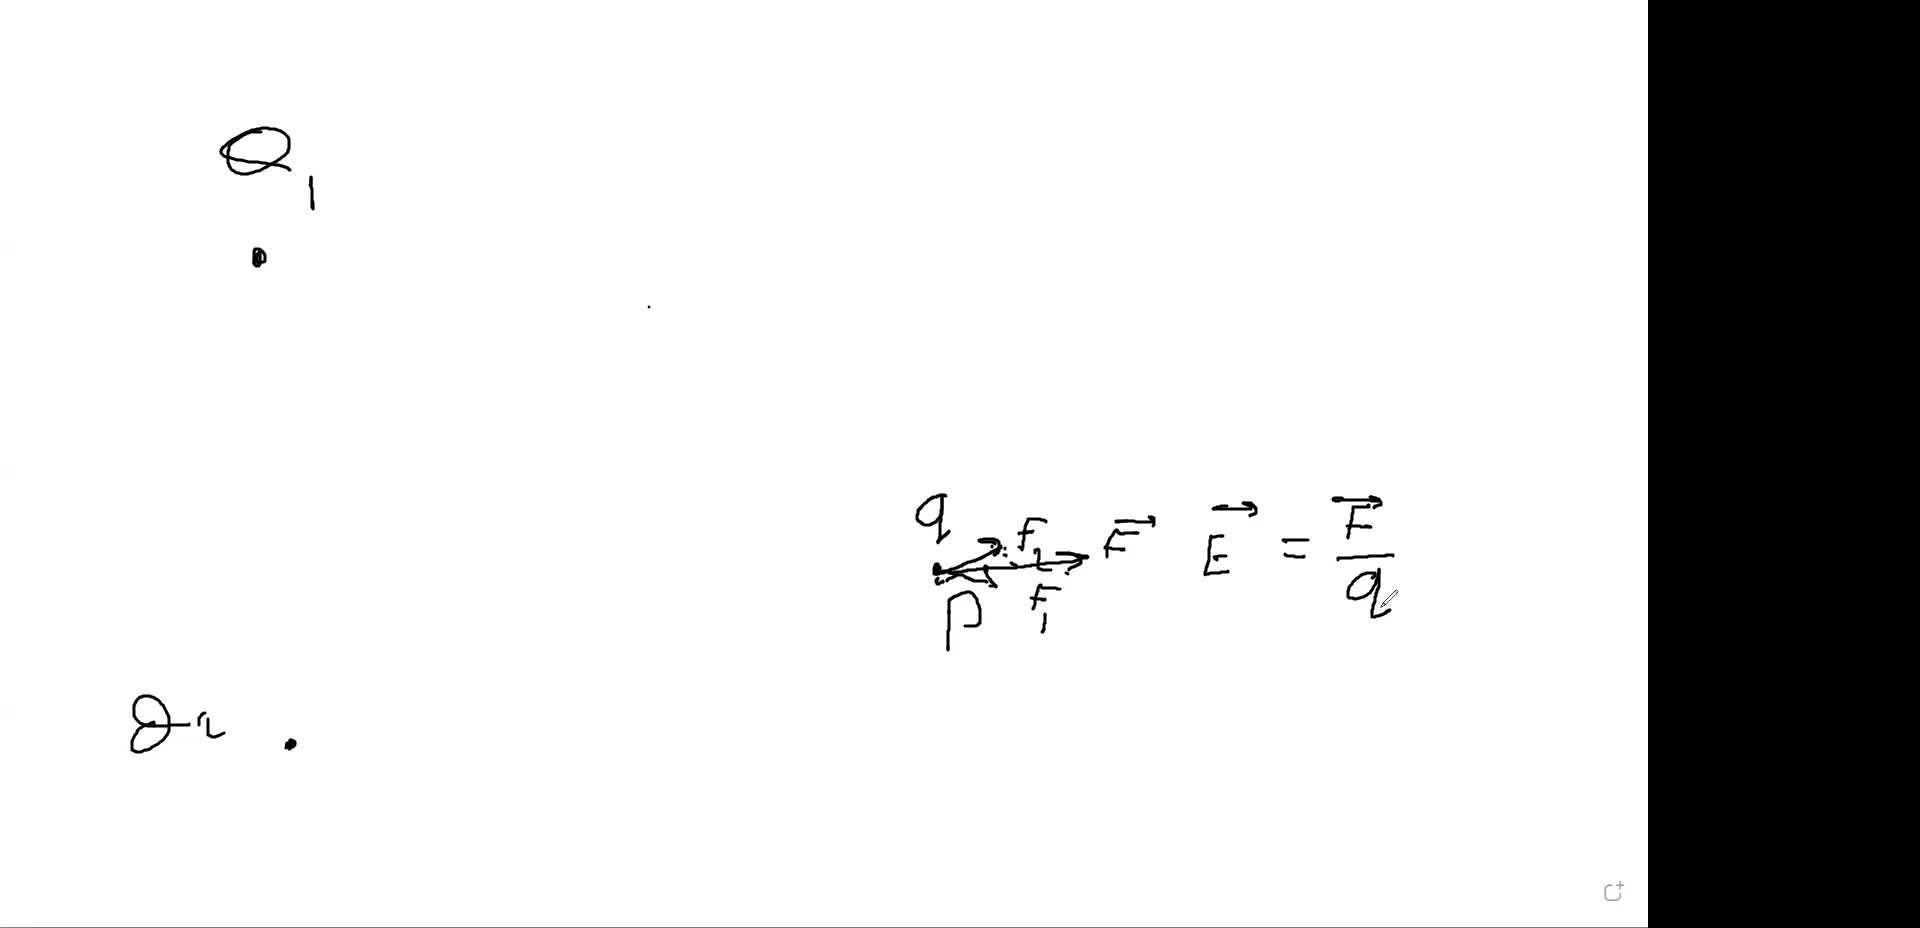 Q1
q
F2
F1
P
F⃗
E⃗ = F⃗ / q
Q2